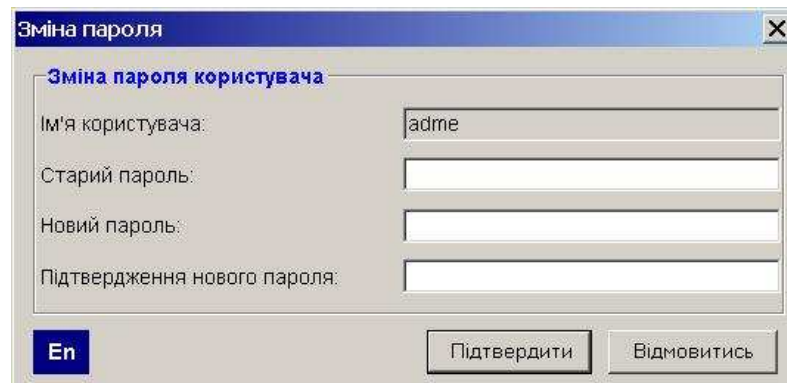 Зміна пароля
Зміна пароля користувача
Ім'я користувача: adme
Старий пароль:
Новий пароль:
Підтвердження нового пароля:
En Підтвердити Відмовитись